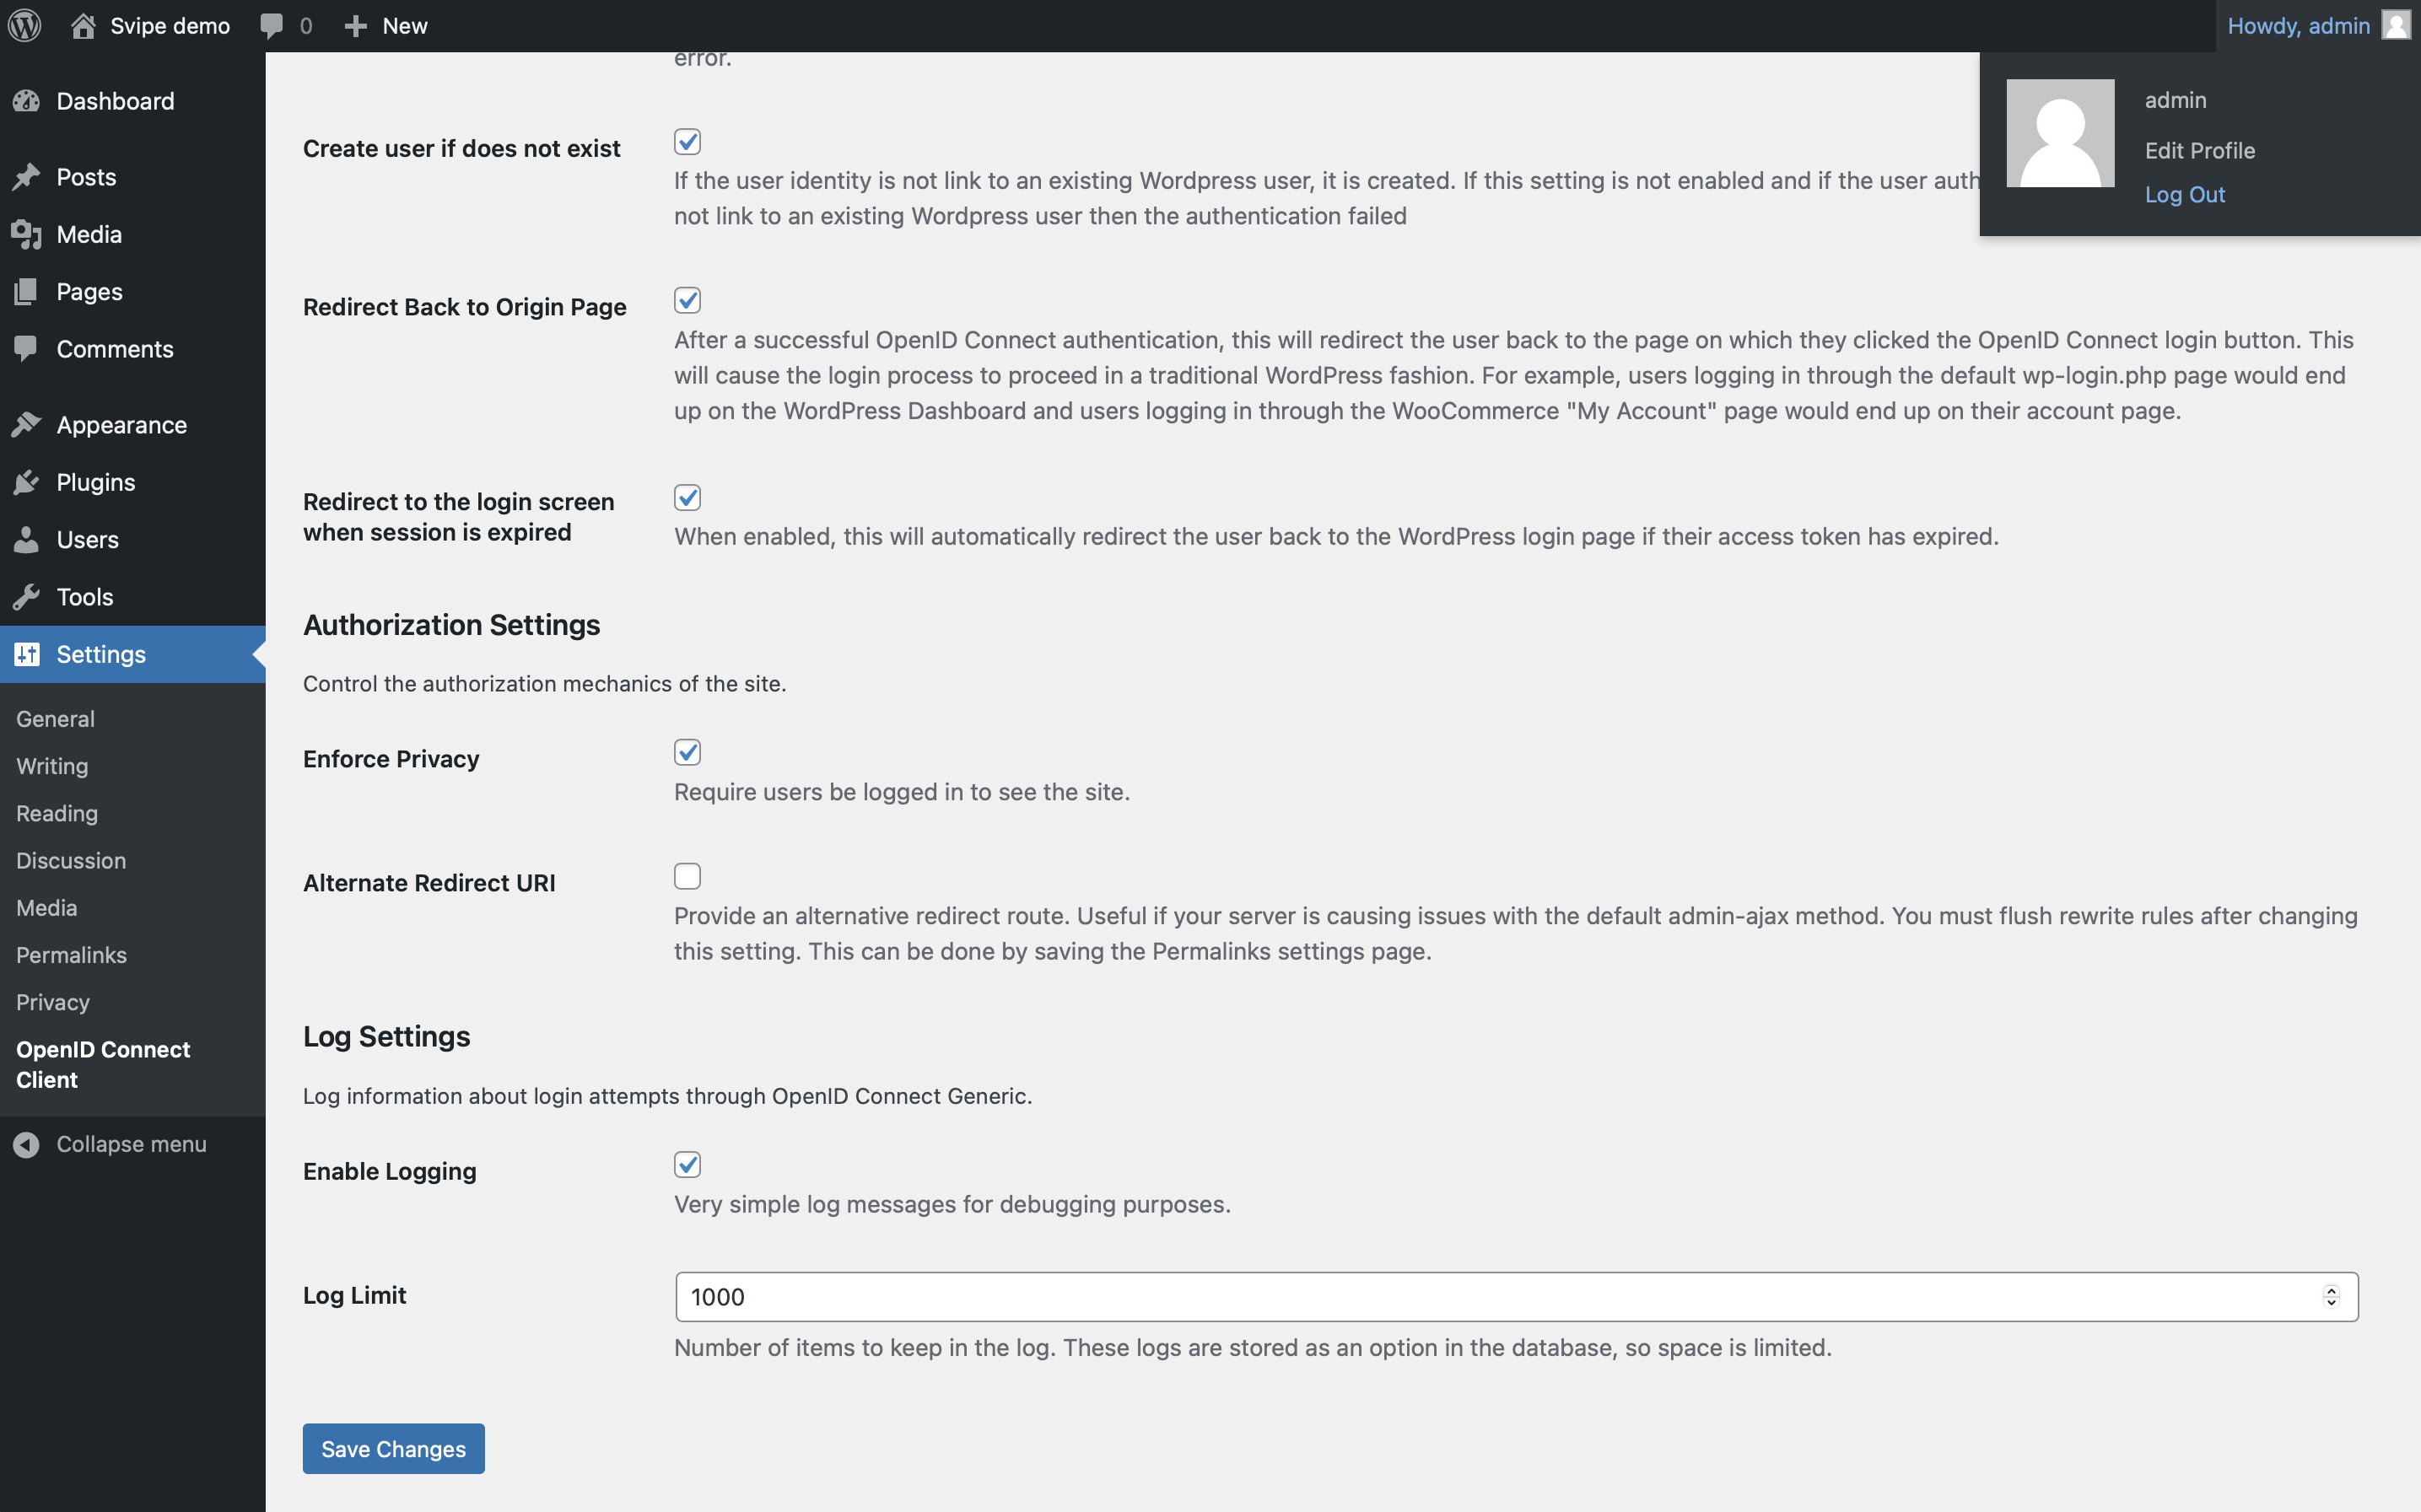 Svipe demo
0
New
Howdy, admin
admin
Edit Profile
Log Out
Dashboard
Posts
Media
Pages
Comments
Appearance
Plugins
Users
Tools
Settings
General
Writing
Reading
Discussion
Media
Permalinks
Privacy
OpenID Connect
Client
Collapse menu
error.
Create user if does not exist
If the user identity is not link to an existing Wordpress user, it is created. If this setting is not enabled and if the user auth
not link to an existing Wordpress user then the authentication failed
Redirect Back to Origin Page
After a successful OpenID Connect authentication, this will redirect the user back to the page on which they clicked the OpenID Connect login button. This
will cause the login process to proceed in a traditional WordPress fashion. For example, users logging in through the default wp-login.php page would end
up on the WordPress Dashboard and users logging in through the WooCommerce "My Account" page would end up on their account page.
Redirect to the login screen
when session is expired
When enabled, this will automatically redirect the user back to the WordPress login page if their access token has expired.
Authorization Settings
Control the authorization mechanics of the site.
Enforce Privacy
Require users be logged in to see the site.
Alternate Redirect URI
Provide an alternative redirect route. Useful if your server is causing issues with the default admin-ajax method. You must flush rewrite rules after changing
this setting. This can be done by saving the Permalinks settings page.
Log Settings
Log information about login attempts through OpenID Connect Generic.
Enable Logging
Very simple log messages for debugging purposes.
Log Limit
1000
Number of items to keep in the log. These logs are stored as an option in the database, so space is limited.
Save Changes